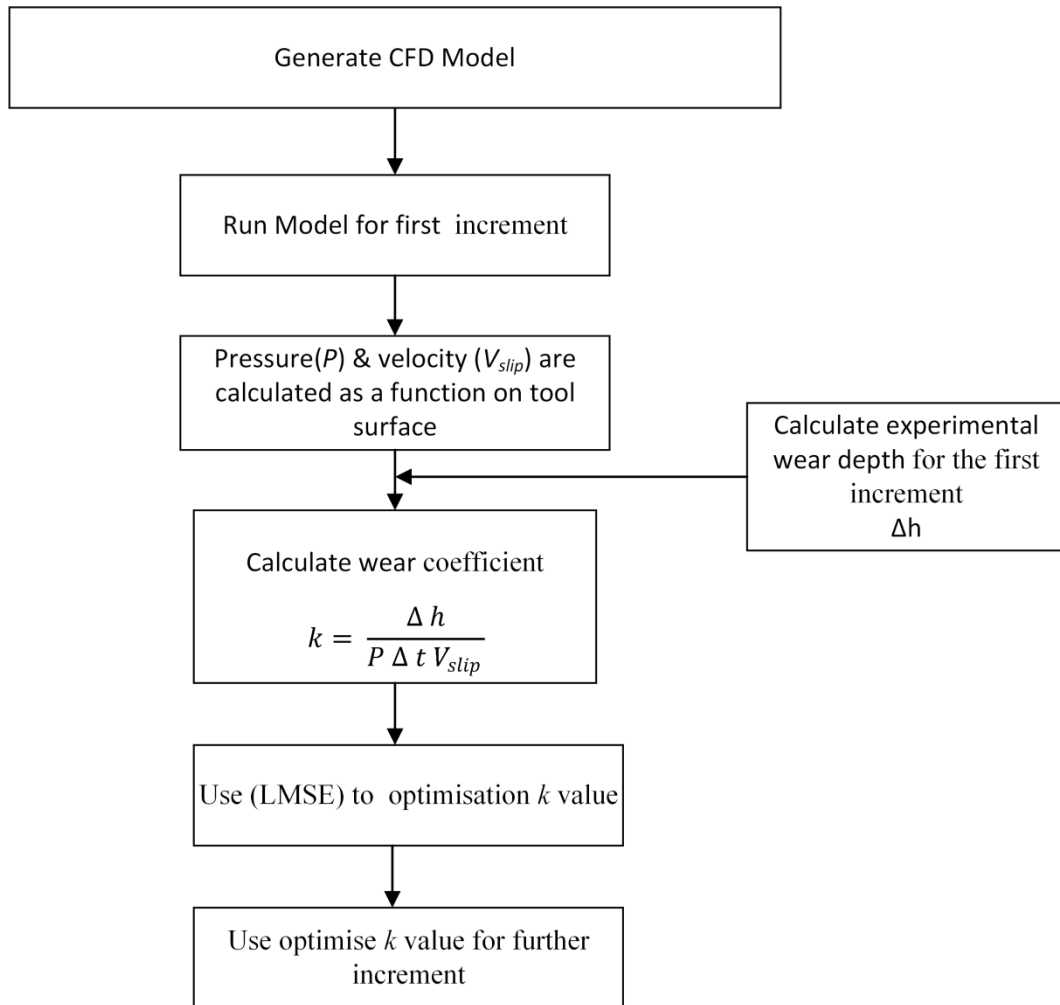 Generate CFD Model
Run Model for first increment
Pressure(P) & velocity (Vslip) are
calculated as a function on tool
surface
Calculate experimental
wear depth for the first
increment
Δh
Calculate wear coefficient
k = Δ h / P Δ t Vslip
Use (LMSE) to optimisation k value
Use optimise k value for further
increment